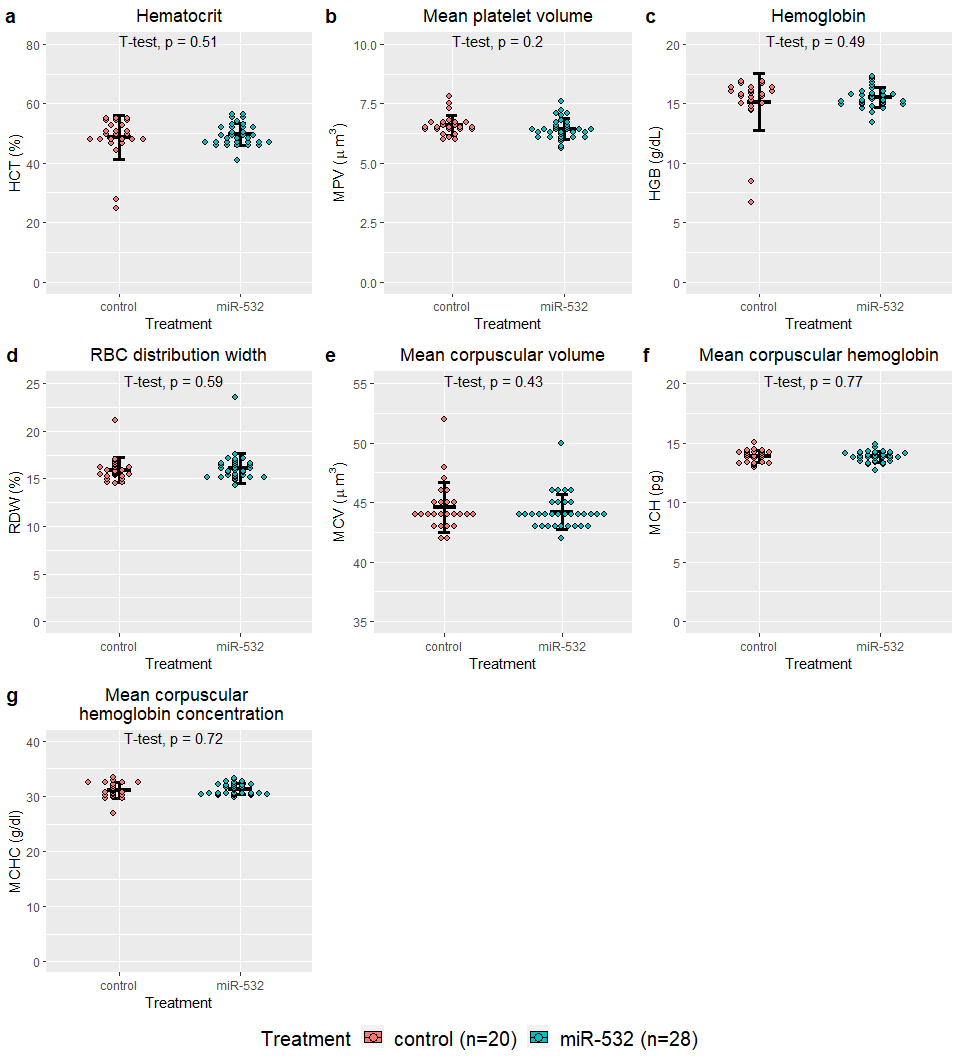 a
Hematocrit
T-test, p = 0.51
80
60
40
20
0
HCT (%)
control
miR-532
Treatment
b
Mean platelet volume
T-test, p = 0.2
10.0
7.5
5.0
2.5
0.0
MPV (μm³)
control
miR-532
Treatment
c
Hemoglobin
T-test, p = 0.49
20
15
10
5
0
HGB (g/dL)
control
miR-532
Treatment
d
RBC distribution width
T-test, p = 0.59
25
20
15
10
5
0
RDW (%)
control
miR-532
Treatment
e
Mean corpuscular volume
T-test, p = 0.43
55
50
45
40
35
MCV (μm³)
control
miR-532
Treatment
f
Mean corpuscular hemoglobin
T-test, p = 0.77
20
15
10
5
0
MCH (pg)
control
miR-532
Treatment
g
Mean corpuscular
hemoglobin concentration
T-test, p = 0.72
40
30
20
10
0
MCHC (g/dl)
control
miR-532
Treatment
Treatment control (n=20) miR-532 (n=28)